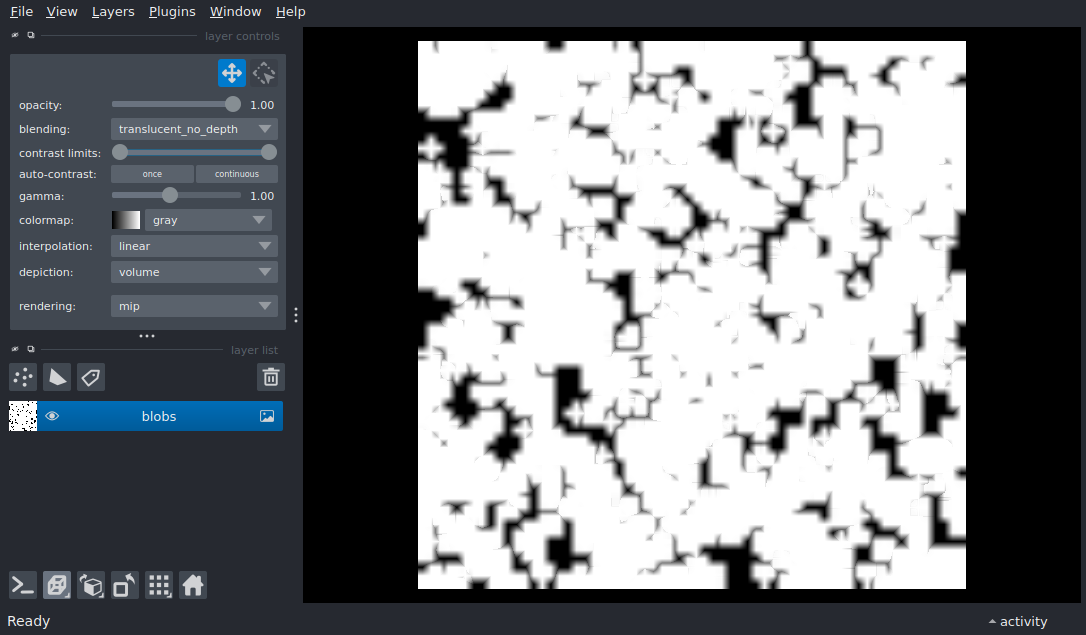 File View Layers Plugins Window Help
layer controls
opacity: 1.00
blending: translucent_no_depth
contrast limits:
auto-contrast: once continuous
gamma: 1.00
colormap: gray
interpolation: linear
depiction: volume
rendering: mip
layer list
blobs
Ready activity